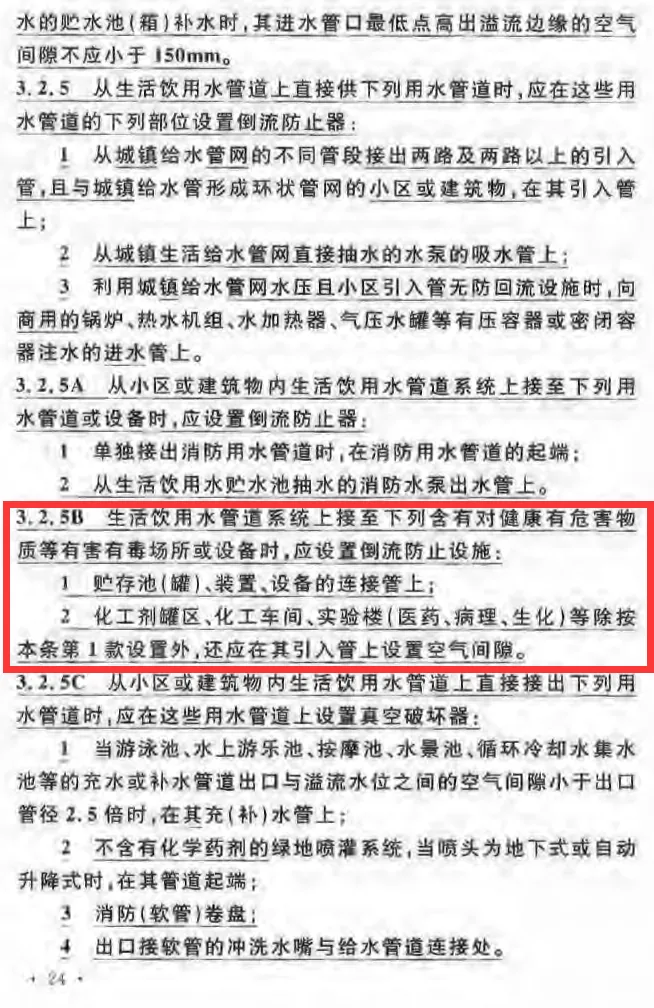 水的贮水池(箱)补水时,其进水管口最低点高出溢流边缘的空气
间隙不应小于 150mm。
3.2.5 从生活饮用水管道上直接供下列用水管道时,应在这些用
水管道的下列部位设置倒流防止器:
1 从城镇给水管网的不同管段接出两路及两路以上的引入
管,且与城镇给水管形成环状管网的小区或建筑物,在其引入管
上;
2 从城镇生活给水管网直接抽水的水泵的吸水管上;
3 利用城镇给水管网水压且小区引入管无防回流设施时,向
商用的锅炉、热水机组、水加热器、气压水罐等有压容器或密闭容
器注水的进水管上。
3.2.5A 从小区或建筑物内生活饮用水管道系统上接至下列用
水管道或设备时,应设置倒流防止器:
1 单独接出消防用水管道时,在消防用水管道的起端;
2 从生活饮用水贮水池抽水的消防水泵出水管上。
3.2.5B 生活饮用水管道系统上接至下列含有对健康有危害物
质等有害有毒场所或设备时,应设置倒流防止设施:
1 贮存池(罐)、装置、设备的连接管上;
2 化工剂罐区、化工车间、实验楼(医药、病理、生化)等除按
本条第 1 款设置外,还应在其引入管上设置空气间隙。
3.2.5C 从小区或建筑物内生活饮用水管道上直接接出下列用
水管道时,应在这些用水管道上设置真空破坏器:
1 当游泳池、水上游乐池、按摩池、水景池、循环冷却水集水
池等的充水或补水管道出口与溢流水位之间的空气间隙小于出口
管径 2.5 倍时,在其充(补)水管上;
2 不含有化学药剂的绿地喷灌系统,当喷头为地下式或自动
升降式时,在其管道起端;
3 消防(软管)卷盘;
4 出口接软管的冲洗水嘴与给水管道连接处。
· 24 ·